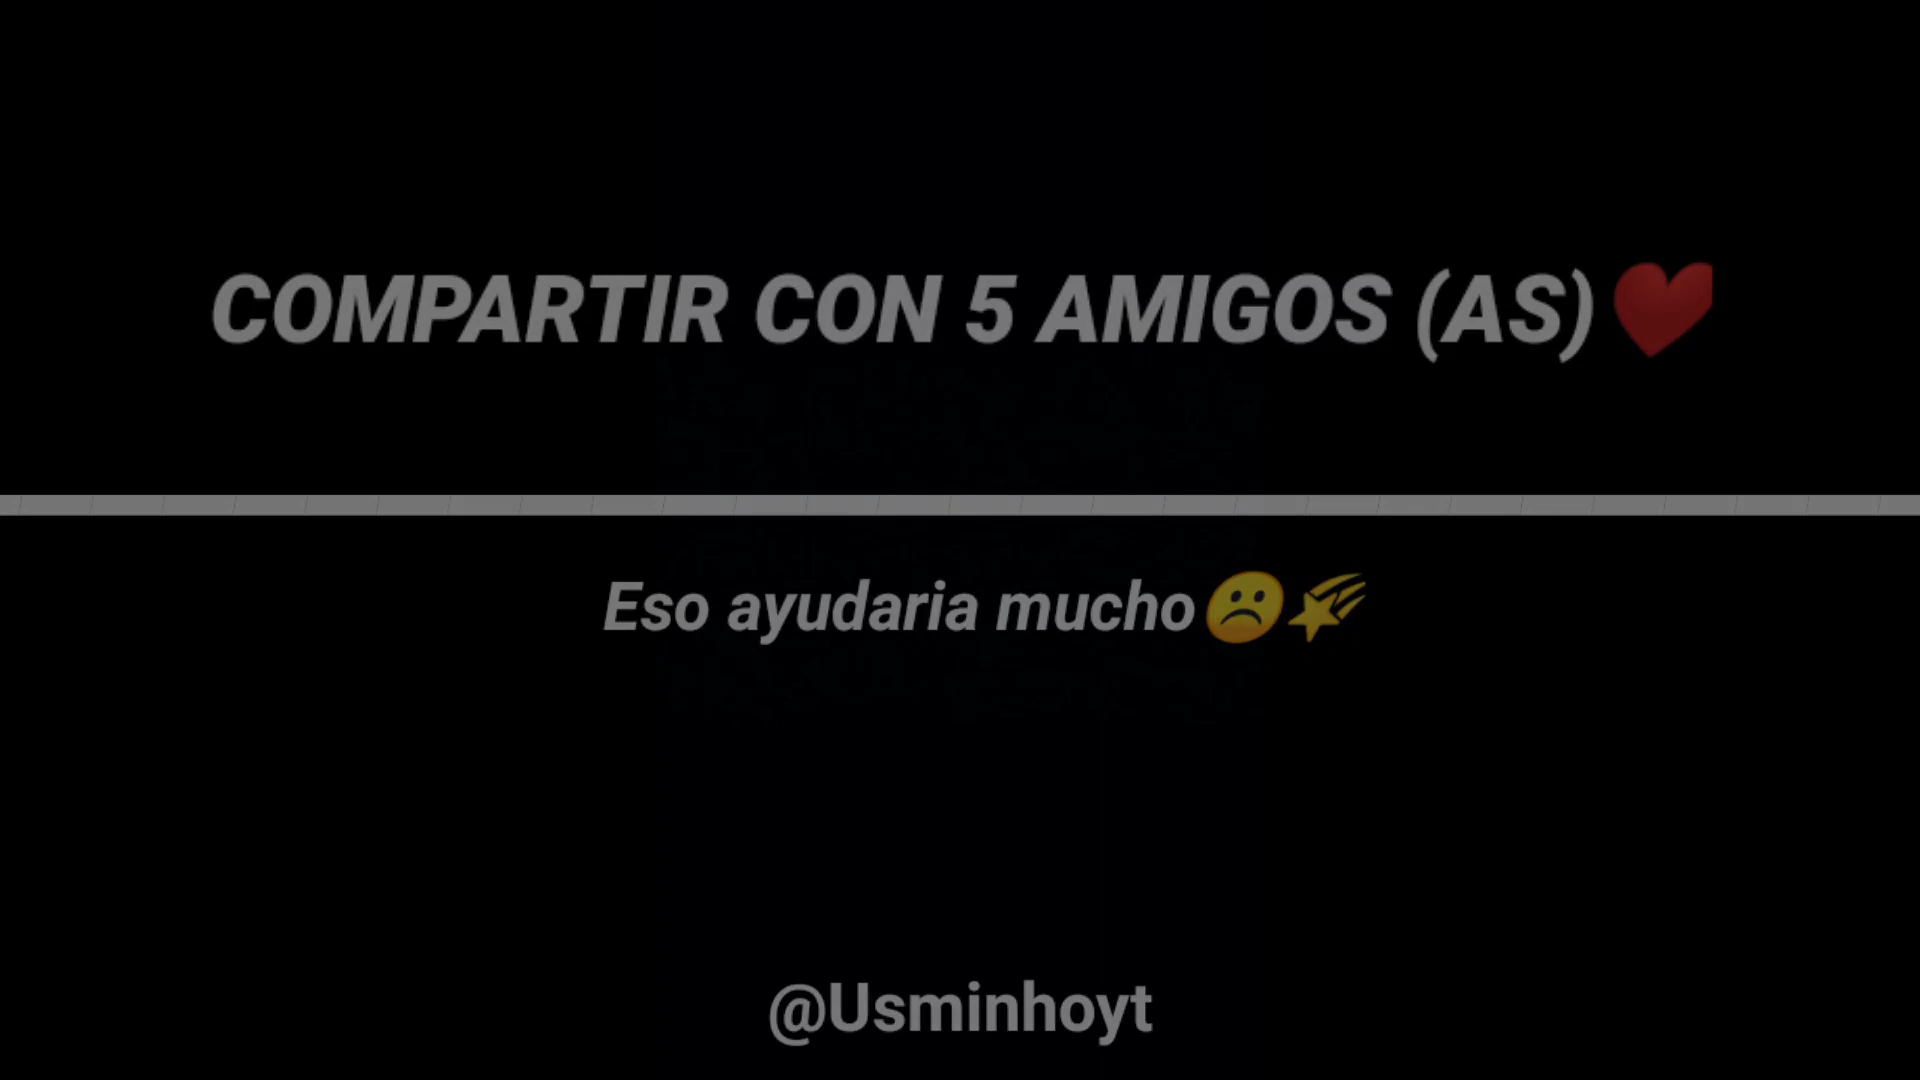 COMPARTIR CON 5 AMIGOS (AS)❤️
Eso ayudaria mucho☹️🌠
@Usminhoyt